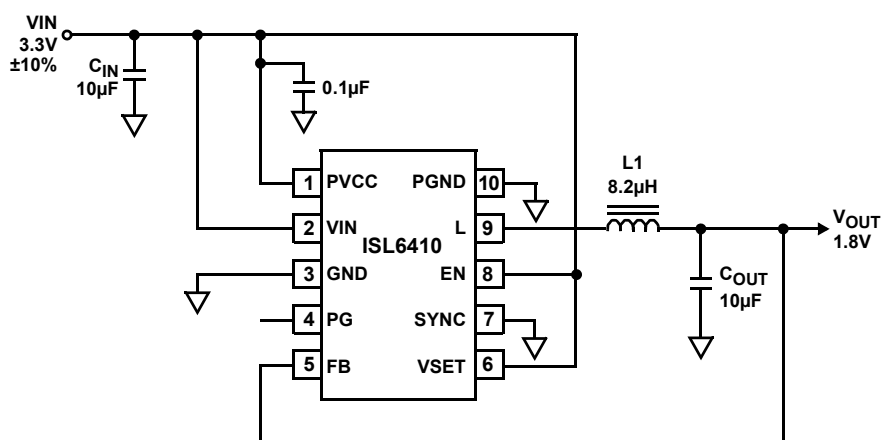 VIN
3.3V
±10%
CIN
10µF
0.1µF
1 PVCC
PGND 10
2 VIN
L 9
ISL6410
3 GND
EN 8
4 PG
SYNC 7
5 FB
VSET 6
L1
8.2µH
VOUT
1.8V
COUT
10µF